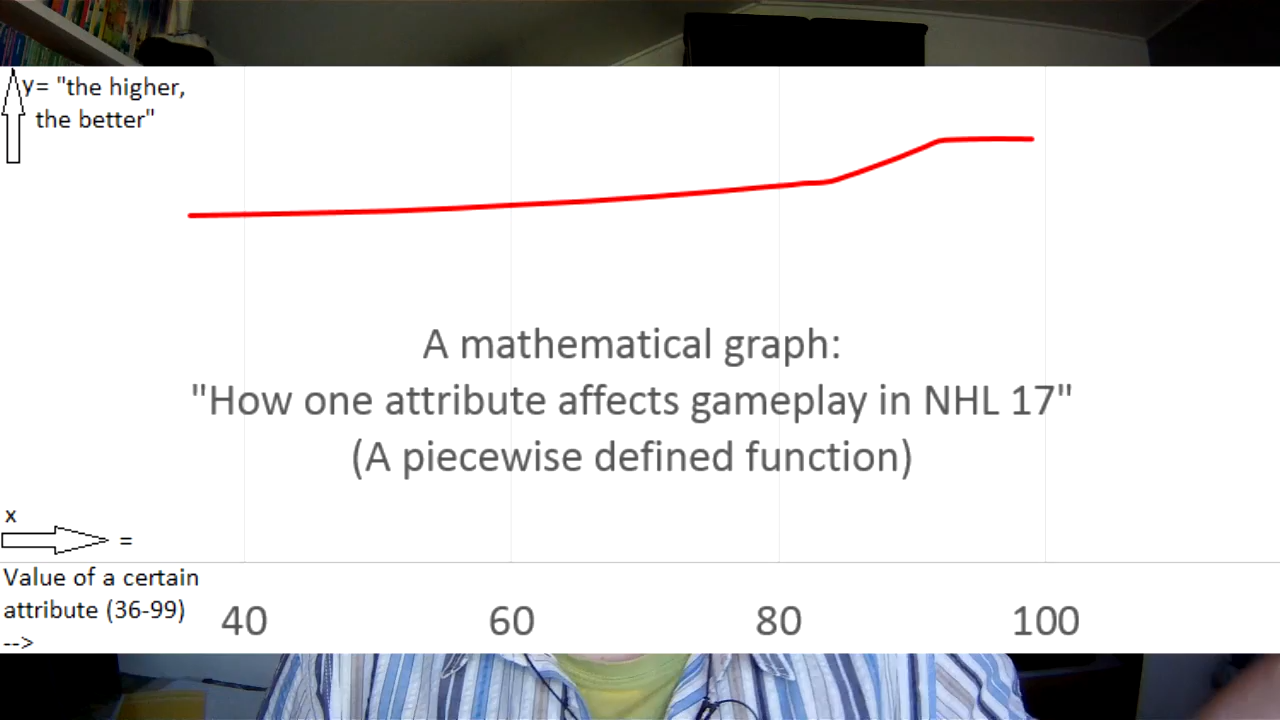 y= "the higher,
the better"
A mathematical graph:
"How one attribute affects gameplay in NHL 17"
(A piecewise defined function)
x
=
Value of a certain
attribute (36-99)
-->
40 60 80 100